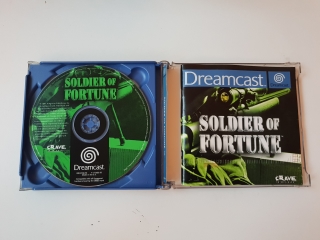 SOLDIER OF
FORTUNE
CRAVE
Dreamcast
Dreamcast
SOLDIER OF
FORTUNE
CRAVE